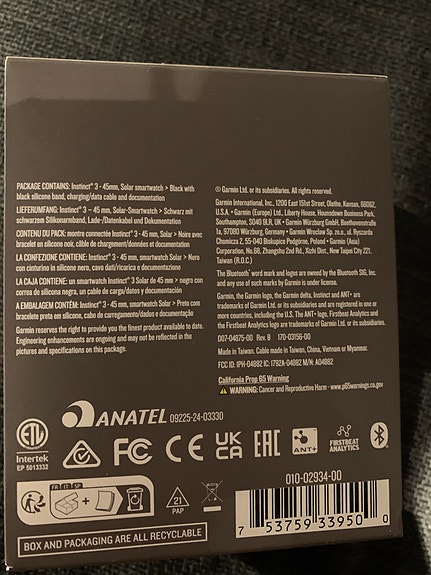 PACKAGE CONTAINS: Instinct® 3 - 45mm, Solar smartwatch > Black with
black silicone band, charging/data cable and documentation
LIEFERUMFANG: Instinct® 3 – 45 mm, Solar-Smartwatch > Schwarz mit
schwarzem Silikonarmband, Lade-/Datenkabel und Dokumentation
CONTENU DU PACK: montre connectée Instinct® 3 - 45 mm, Solar > Noire avec
bracelet en silicone noir, câble de chargement/données et documentation
LA CONFEZIONE CONTIENE: Instinct® 3 - 45 mm, smartwatch Solar > Nero
con cinturino in silicone nero, cavo dati/ricarica e documentazione
LA CAJA CONTIENE: un smartwatch Instinct® 3 Solar de 45 mm > negro con
correa de silicona negra, un cable de carga/datos y documentación
A EMBALAGEM CONTÉM: Instinct® 3 - 45 mm, smartwatch Solar > Preto com
bracelete preta em silicone, cabo de carregamento/dados e documentação
Garmin reserves the right to provide you the finest product available to date.
Engineering enhancements are ongoing and may not be reflected in the
pictures and specifications on this package.
© Garmin Ltd. or its subsidiaries. All rights reserved.
Garmin International, Inc., 1200 East 151st Street, Olathe, Kansas, 66062,
U.S.A. • Garmin (Europe) Ltd., Liberty House, Hounsdown Business Park,
Southampton, SO40 9LR, UK • Garmin Würzburg GmbH, Beethovenstraße
1a, 97080 Würzburg, Germany • Garmin Wrocław Sp. z o.o., ul. Ryszarda
Chomicza 2, 55-040 Biskupice Podgórne, Poland • Garmin (Asia)
Corporation, No.68, Zhangshu 2nd Rd., Xizhi Dist., New Taipei City 221,
Taiwan (R.O.C.)
The Bluetooth® word mark and logos are owned by the Bluetooth SIG, Inc.
and any use of such marks by Garmin is under license.
Garmin, the Garmin logo, the Garmin delta, Instinct and ANT+ are
trademarks of Garmin Ltd. or its subsidiaries and are registered in one or more
countries, including the U.S. The ANT+ logo, Firstbeat Analytics and
the Firstbeat Analytics logo are trademarks of Garmin Ltd. or its subsidiaries.
007-04875-00 Rev. B 170-03156-00
Made in Taiwan. Cable made in Taiwan, China, Vietnam or Myanmar.
FCC ID: IPH-04882 IC: 1792A-04882 M/N: A04882
California Prop 65 Warning
WARNING: Cancer and Reproductive Harm - www.p65warnings.ca.gov
ETL
Intertek
EP 5013332
ANATEL 09225-24-03330
FC CE UK CA EAC
ANT+
FIRSTBEAT
ANALYTICS
FR IT SP
21
PAP
BOX AND PACKAGING ARE ALL RECYCLABLE
010-02934-00
7 53759 33950 0